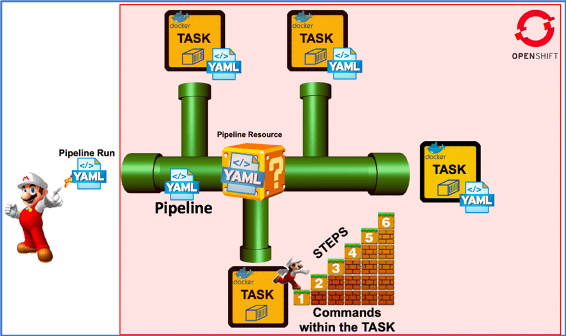 docker
TASK
</>
YAML
docker
TASK
</>
YAML
OPENSHIFT
Pipeline Resource
Pipeline Run
</>
YAML
</>
YAML
Pipeline
</>
YAML
?
docker
TASK
</>
YAML
docker
TASK
STEPS
1
2
3
4
5
6
Commands
within the TASK